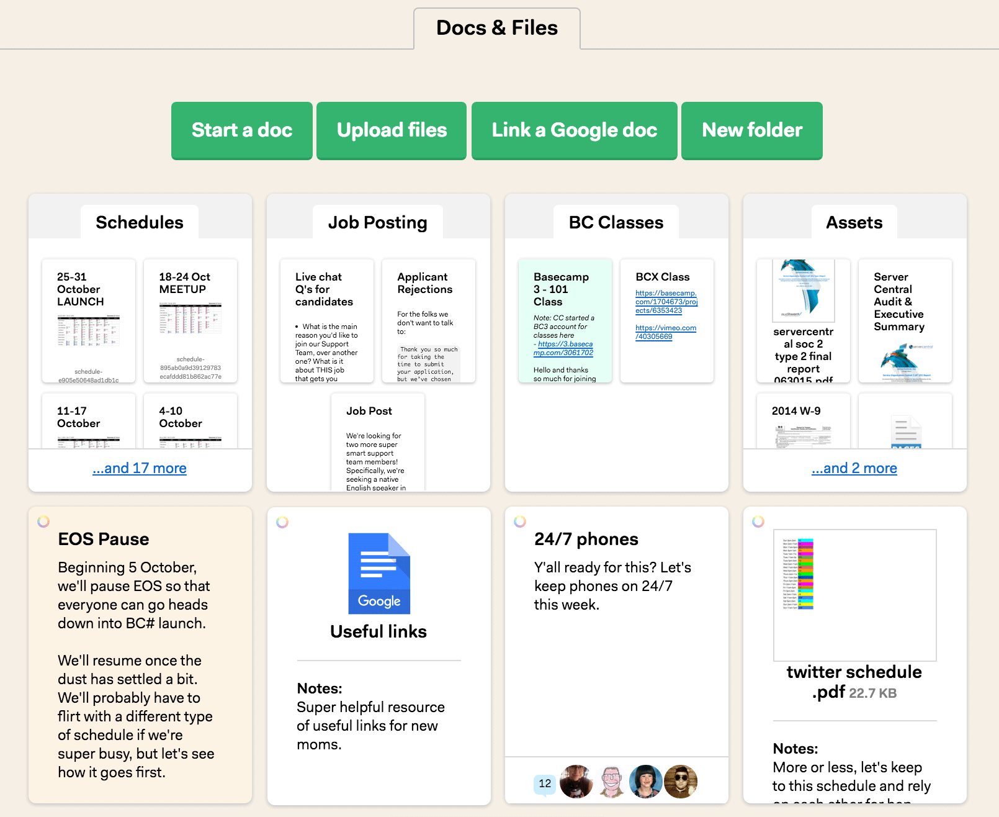 Docs & Files
Start a doc
Upload files
Link a Google doc
New folder
Schedules
25-31
October
LAUNCH
schedule-
e905e50648ad1db1c
18-24 Oct
MEETUP
schedule-
895ab0a9d39129783
ecafddd81b862ac77e
11-17
October
4-10
October
...and 17 more
Job Posting
Live chat
Q's for
candidates
• What is the main
reason you'd like to
join our Support
Team, over another
one? What is it
about THIS job
that gets you
Applicant
Rejections
For the folks we
don't want to talk
to:
Thank you so much
for taking the
time to submit
your application,
but we've chosen
Job Post
We're looking for
two more super
smart support
team members!
Specifically, we're
seeking a native
English speaker in
BC Classes
Basecamp
3 - 101
Class
Note: CC started a
BC3 account for
classes here
- https://3.baseca
mp.com/3061702
Hello and thanks
so much for joining
BCX Class
https://basecamp.
com/1704673/proj
ects/6353423
https://vimeo.com
/40305669
Assets
servercentr
al soc 2
type 2 final
report
063015.pdf
Server
Central
Audit &
Executive
Summary
servercentral
2014 W-9
PAGES
...and 2 more
EOS Pause
Beginning 5 October,
we'll pause EOS so that
everyone can go heads
down into BC# launch.
We'll resume once the
dust has settled a bit.
We'll probably have to
flirt with a different type
of schedule if we're
super busy, but let's see
how it goes first.
Google
Useful links
Notes:
Super helpful resource
of useful links for new
moms.
24/7 phones
Y'all ready for this? Let's
keep phones on 24/7
this week.
12
twitter schedule
.pdf 22.7 KB
Notes:
More or less, let's keep
to this schedule and rely
on each other for